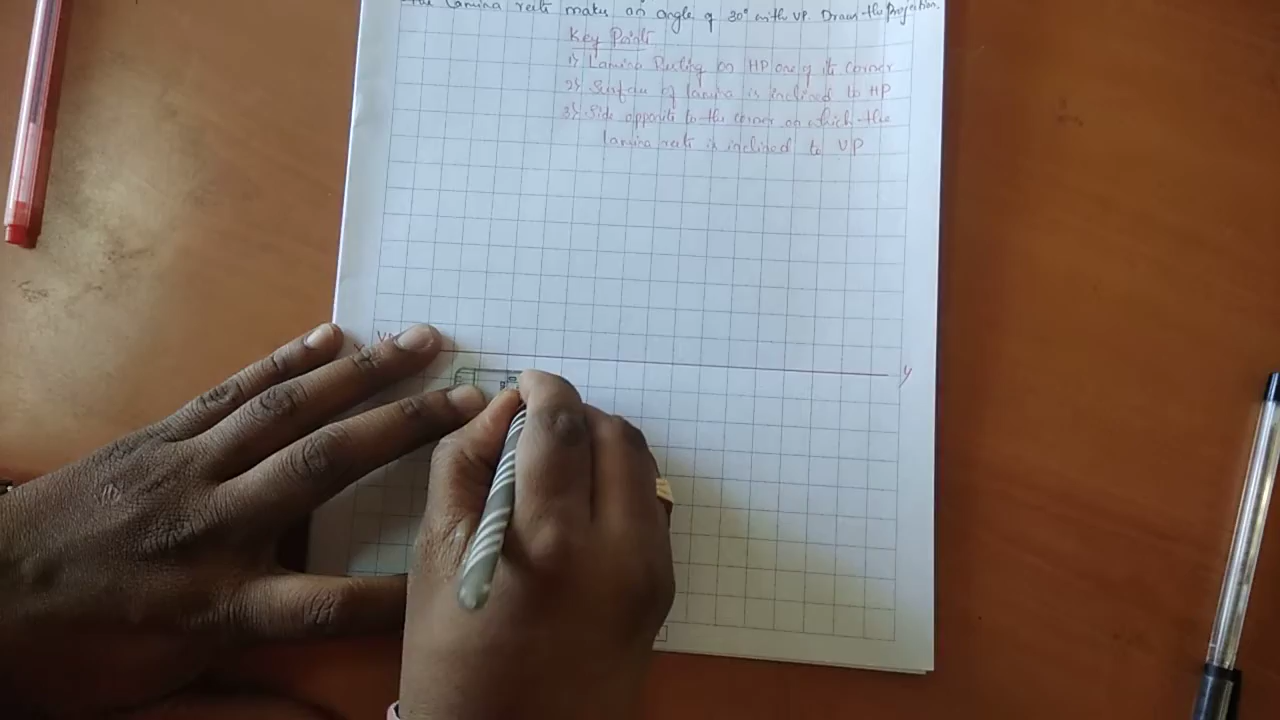 The Lamina rests makes an angle of 30° with VP. Draw the projection.
Key Points
1) Lamina Resting on HP one of its corner
2) Surface of lamina is inclined to HP
3) Side opposite to the corner on which the
lamina rests is inclined to VP
X
y